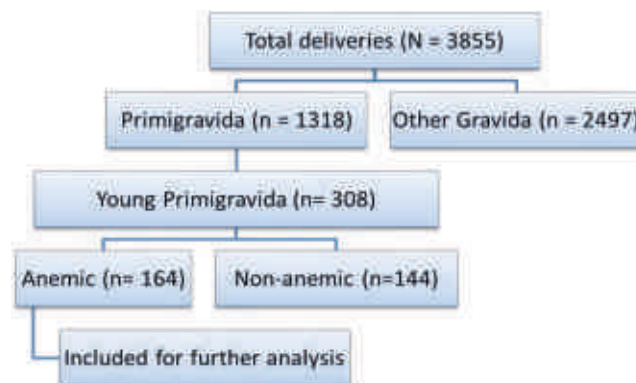 Total deliveries (N = 3855)
Primigravida (n = 1318)
Other Gravida (n = 2497)
Young Primigravida (n= 308)
Anemic (n= 164)
Non-anemic (n=144)
Included for further analysis